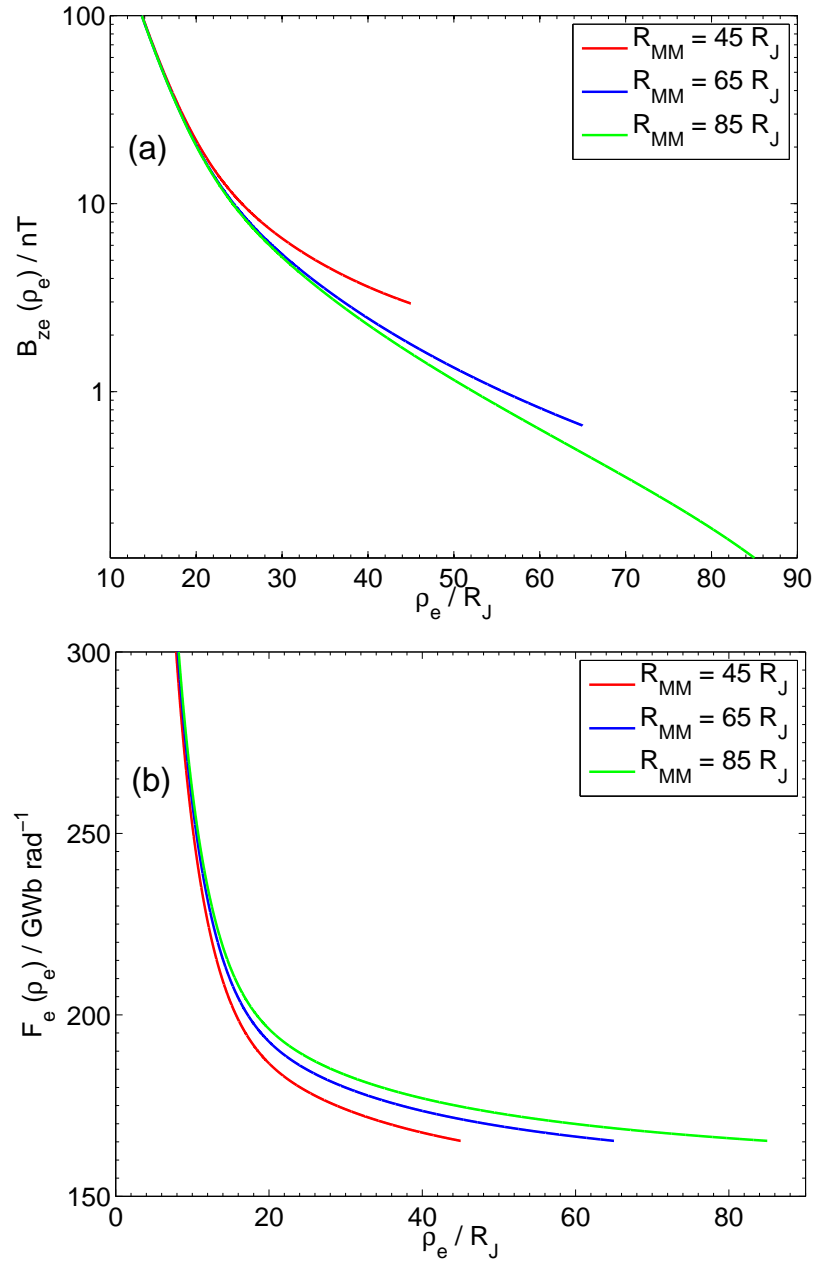 100
10
1
B_ze (ρ_e) / nT
(a)
R_MM = 45 R_J
R_MM = 65 R_J
R_MM = 85 R_J
10 20 30 40 50 60 70 80 90
ρ_e / R_J
300
250
200
150
F_e (ρ_e) / GWb rad⁻¹
(b)
R_MM = 45 R_J
R_MM = 65 R_J
R_MM = 85 R_J
0 20 40 60 80
ρ_e / R_J